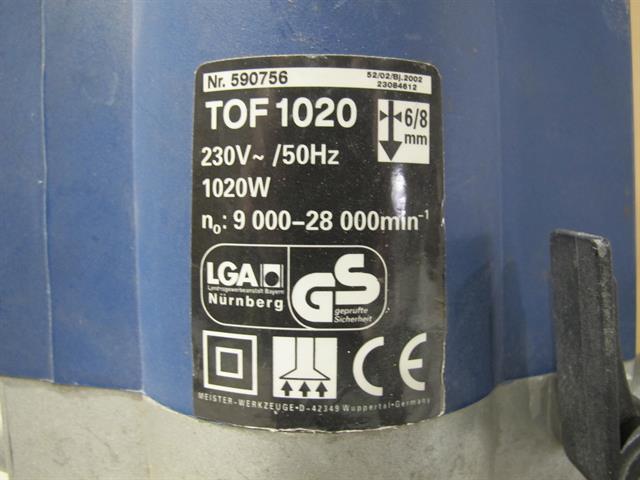 Nr. 590756
52/02/Bj.2002
23084612
TOF 1020
6/8
mm
230V~ /50Hz
1020W
n₀: 9 000–28 000min⁻¹
LGA
Landesgewerbeanstalt Bayern
Nürnberg
GS
geprüfte
Sicherheit
CE
MEISTER-WERKZEUGE•D-42349 Wuppertal•Germany